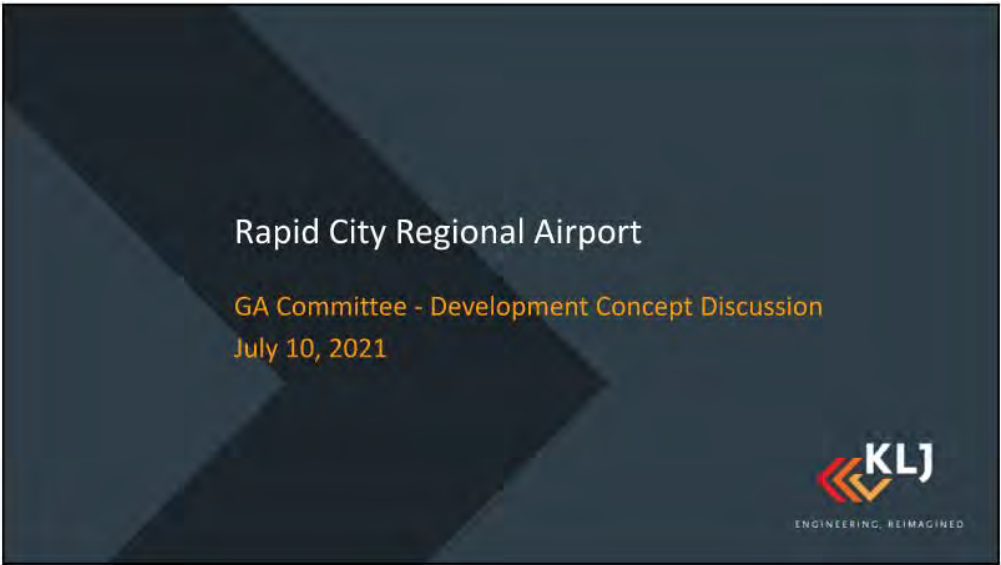 Rapid City Regional Airport
GA Committee - Development Concept Discussion
July 10, 2021
KLJ
ENGINEERING, REIMAGINED